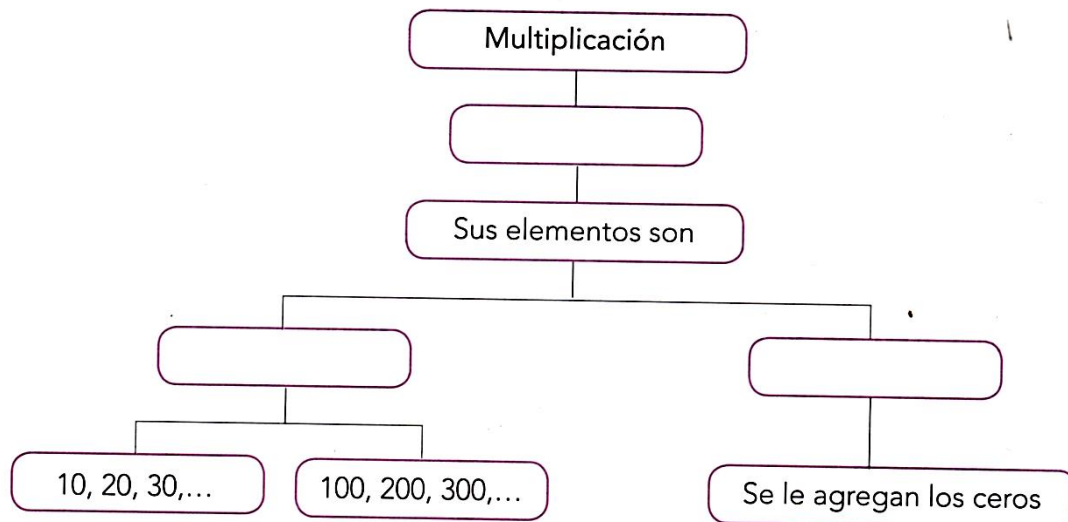 Multiplicación
Sus elementos son
10, 20, 30,...
100, 200, 300,...
Se le agregan los ceros